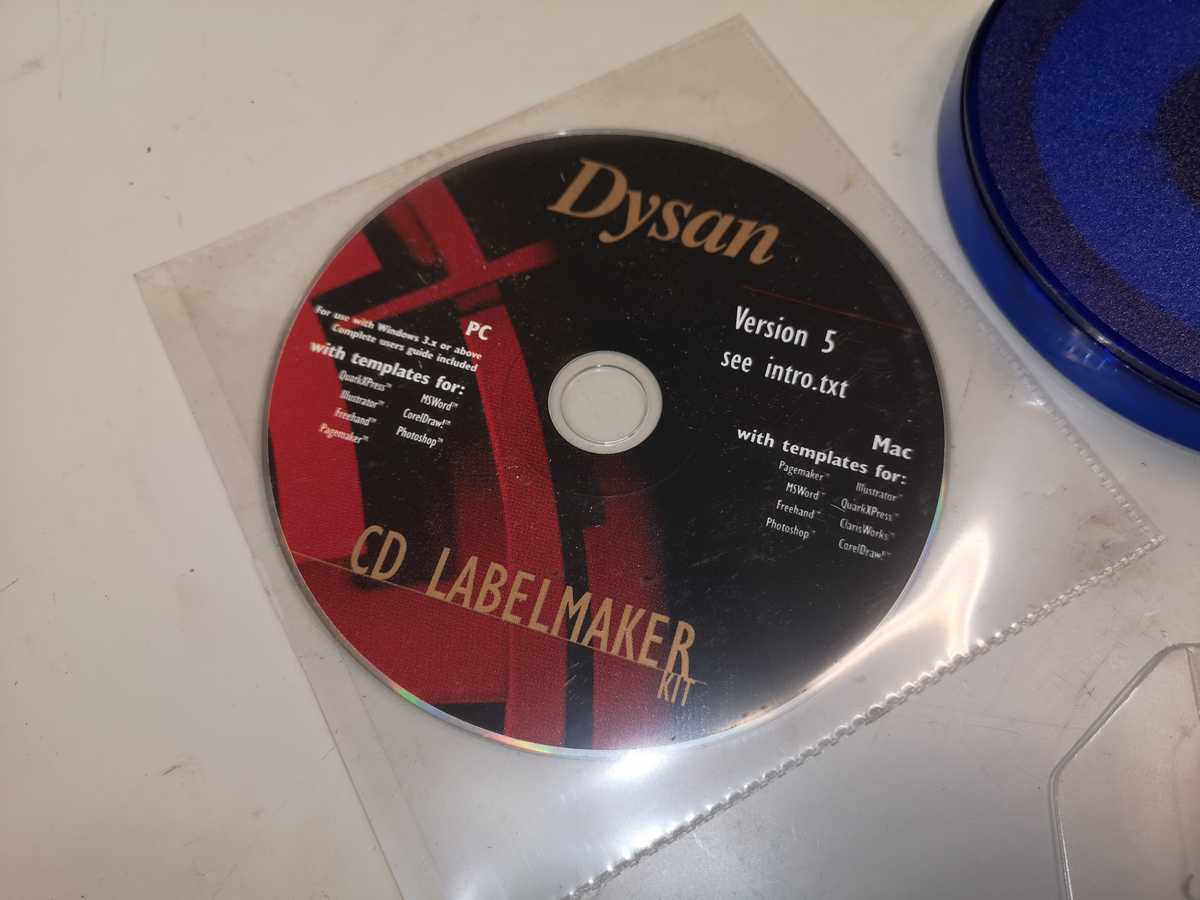 Dysan
Version 5
see intro.txt
PC
For use with Windows 3.x or above
Complete users guide included
with templates for:
QuarkXPress™ MSWord™
Illustrator™ CorelDraw!™
Freehand™ Photoshop™
Pagemaker™
Mac
with templates for:
Pagemaker™ Illustrator™
MSWord™ QuarkXPress™
Freehand™ ClarisWorks™
Photoshop™ CorelDraw!™
CD LABELMAKER
KIT